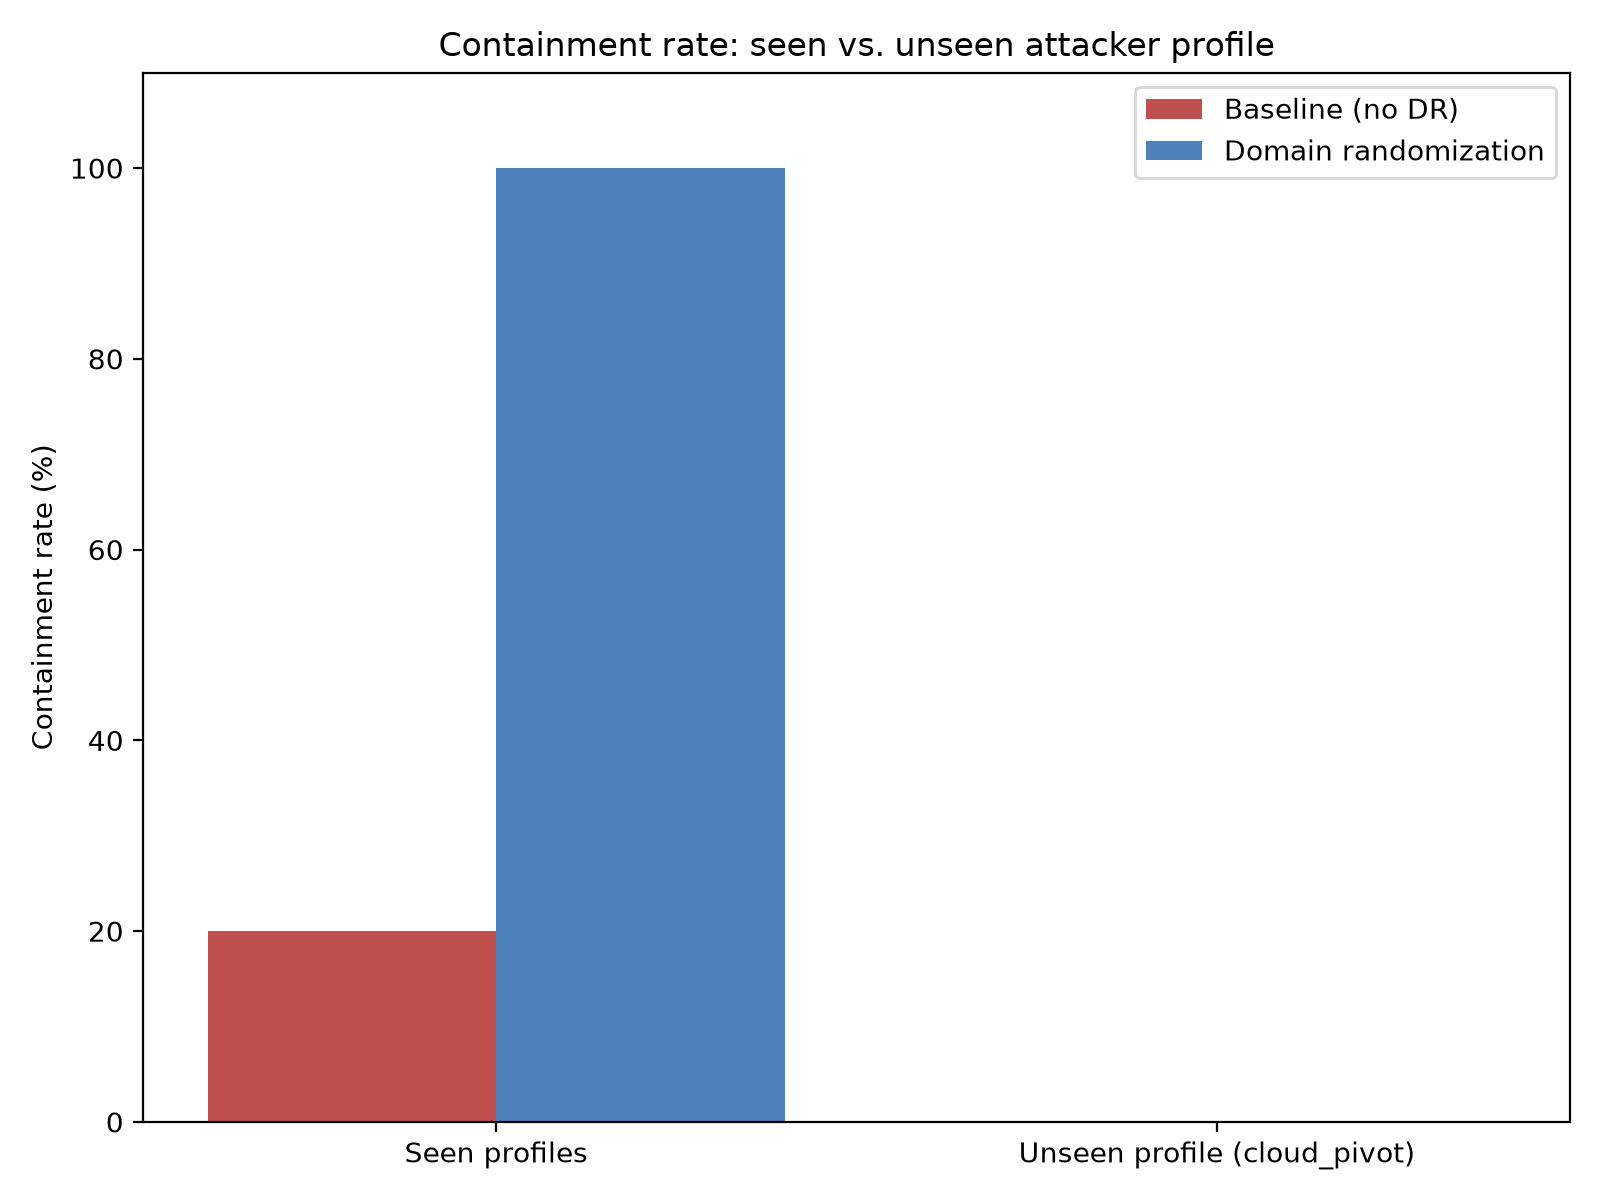 Containment rate: seen vs. unseen attacker profile
Baseline (no DR)
Domain randomization
Containment rate (%)
100
80
60
40
20
0
Seen profiles
Unseen profile (cloud_pivot)